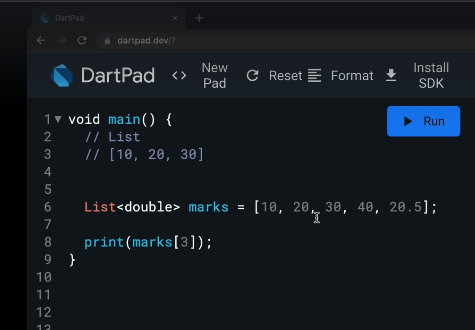 DartPad
dartpad.dev/?
DartPad <> New Pad Reset Format Install SDK
Run
1 void main() {
2 // List
3 // [10, 20, 30]
4
5
6 List<double> marks = [10, 20, 30, 40, 20.5];
7
8 print(marks[3]);
9 }
10
11
12
13